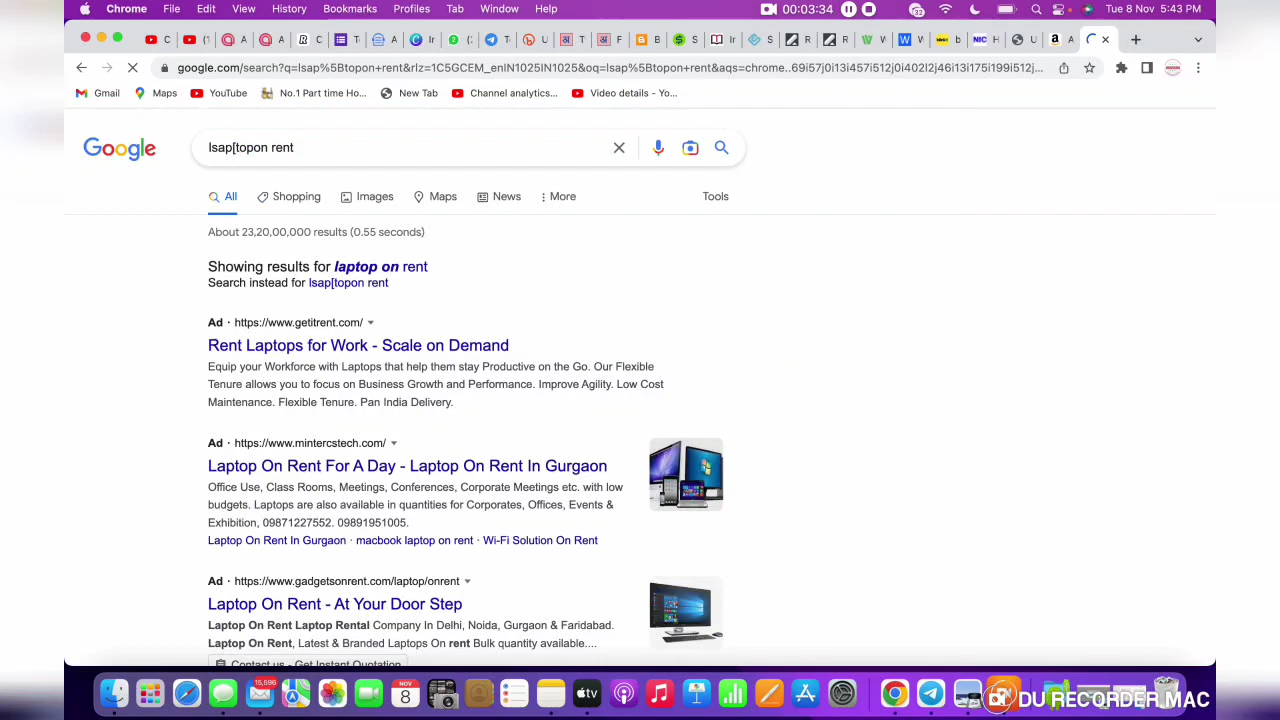 Chrome File Edit View History Bookmarks Profiles Tab Window Help Tue 8 Nov 5:43 PM
google.com/search?q=lsap%5Btopon+rent&rlz=1C5GCEM_enIN1025IN1025&oq=lsap%5Btopon+rent&aqs=chrome..69i57j0i13i457i512j0i402l2j46i13i175i199i512j...
Gmail Maps YouTube No.1 Part time Ho... New Tab Channel analytics... Video details - Yo...
Google lsap[topon rent
All Shopping Images Maps News More Tools
About 23,20,00,000 results (0.55 seconds)
Showing results for laptop on rent
Search instead for lsap[topon rent
Ad · https://www.getitrent.com/
Rent Laptops for Work - Scale on Demand
Equip your Workforce with Laptops that help them stay Productive on the Go. Our Flexible
Tenure allows you to focus on Business Growth and Performance. Improve Agility. Low Cost
Maintenance. Flexible Tenure. Pan India Delivery.
Ad · https://www.mintercstech.com/
Laptop On Rent For A Day - Laptop On Rent In Gurgaon
Office Use, Class Rooms, Meetings, Conferences, Corporate Meetings etc. with low
budgets. Laptops are also available in quantities for Corporates, Offices, Events &
Exhibition, 09871227552. 09891951005.
Laptop On Rent In Gurgaon · macbook laptop on rent · Wi-Fi Solution On Rent
Ad · https://www.gadgetsonrent.com/laptop/onrent
Laptop On Rent - At Your Door Step
Laptop On Rent Laptop Rental Company In Delhi, Noida, Gurgaon & Faridabad.
Laptop On Rent, Latest & Branded Laptops On rent Bulk quantity available....
Contact us - Get Instant Quotation
15,596
NOV
8
tv
DU RECORDER MAC